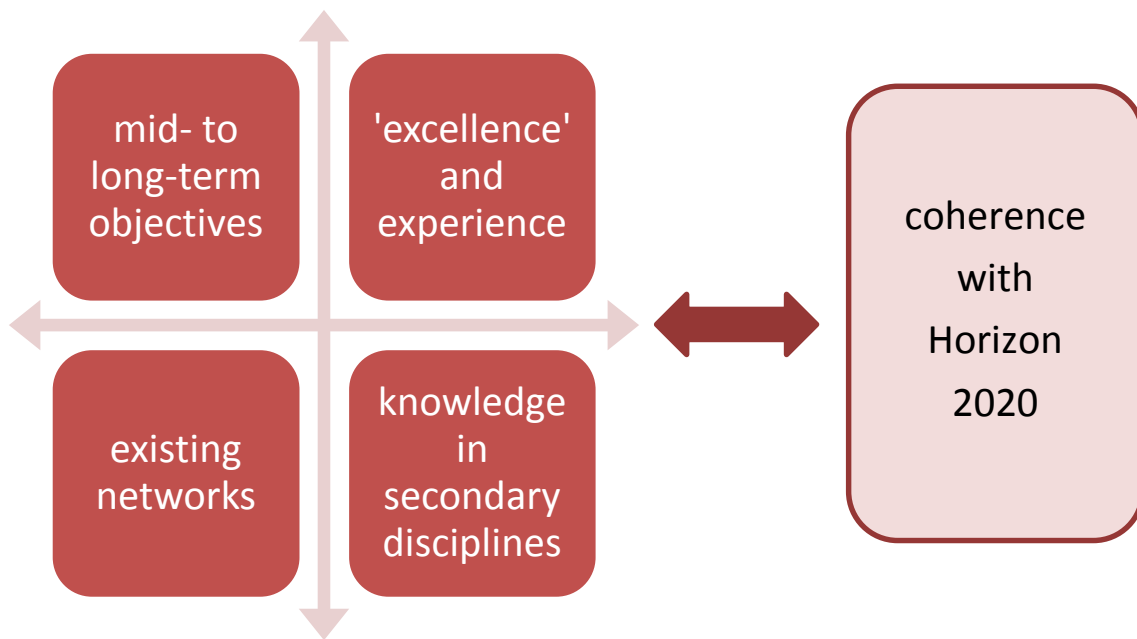 mid- to
long-term
objectives
'excellence'
and
experience
existing
networks
knowledge
in
secondary
disciplines
coherence
with
Horizon
2020